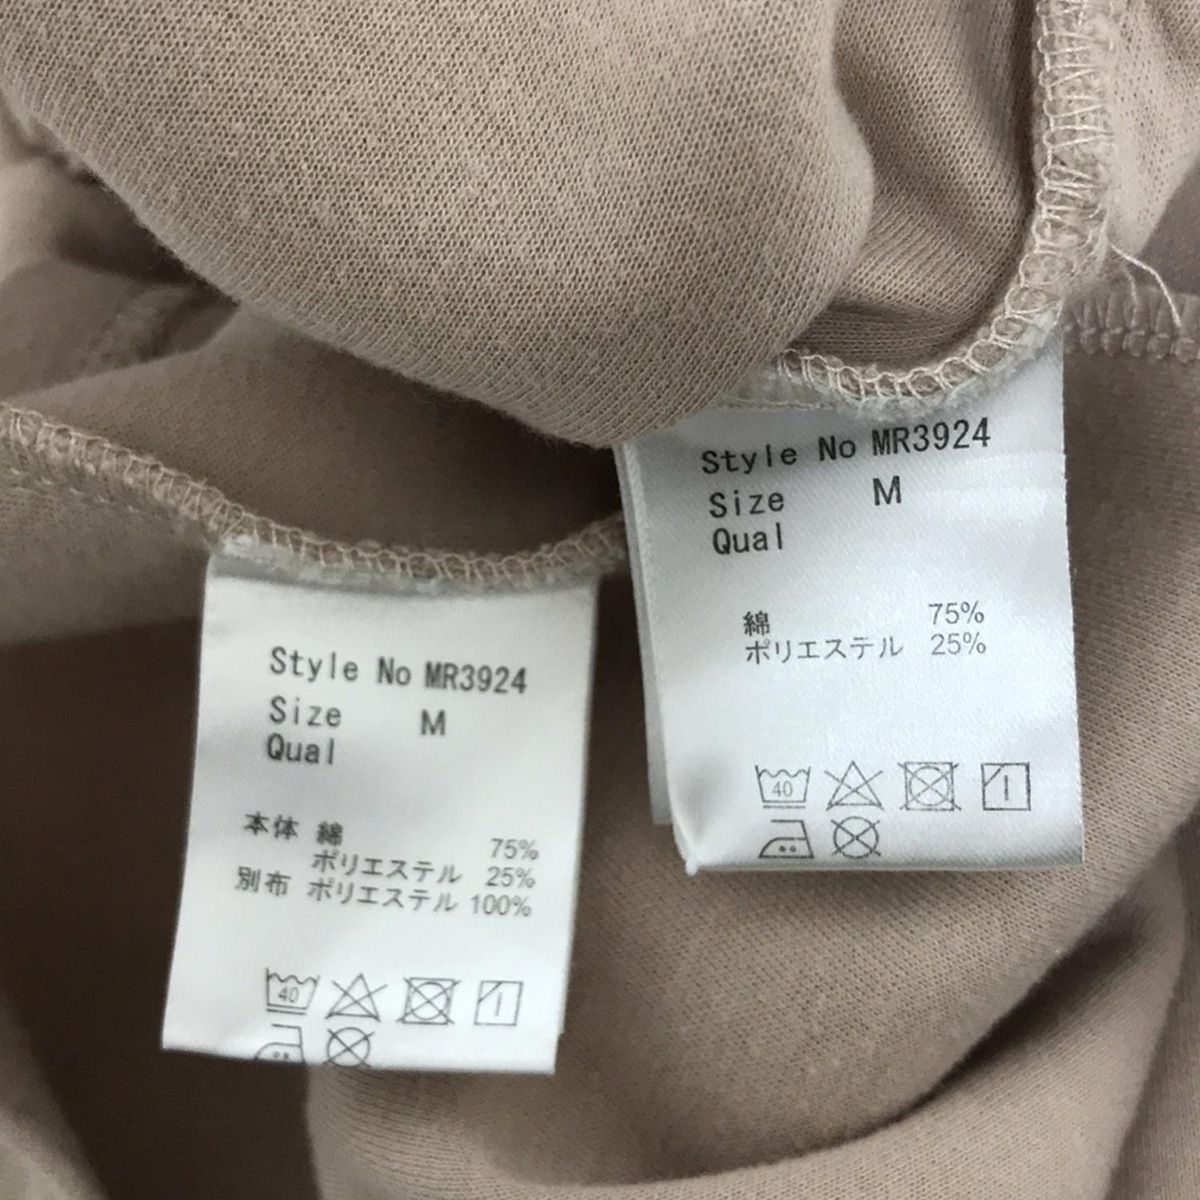 Style No MR3924
Size M
Qual
本体 綿 75%
ポリエステル 25%
別布 ポリエステル 100%
40
Style No MR3924
Size M
Qual
綿 75%
ポリエステル 25%
40